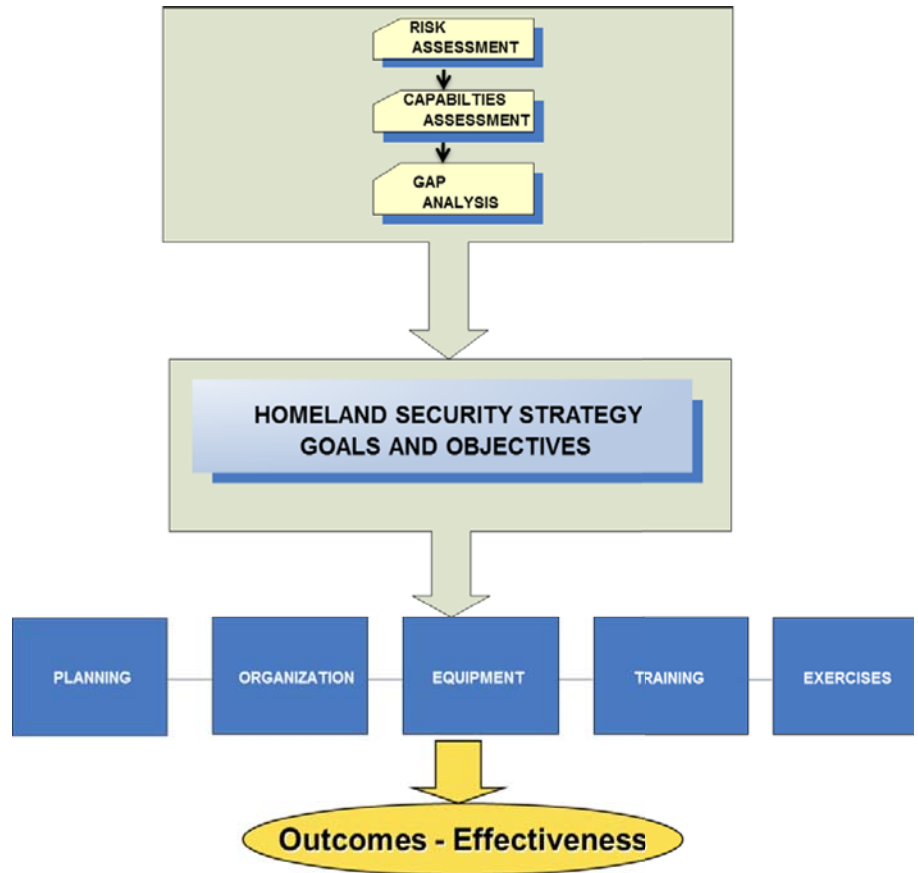 RISK
ASSESSMENT
CAPABILTIES
ASSESSMENT
GAP
ANALYSIS
HOMELAND SECURITY STRATEGY
GOALS AND OBJECTIVES
PLANNING
ORGANIZATION
EQUIPMENT
TRAINING
EXERCISES
Outcomes - Effectiveness